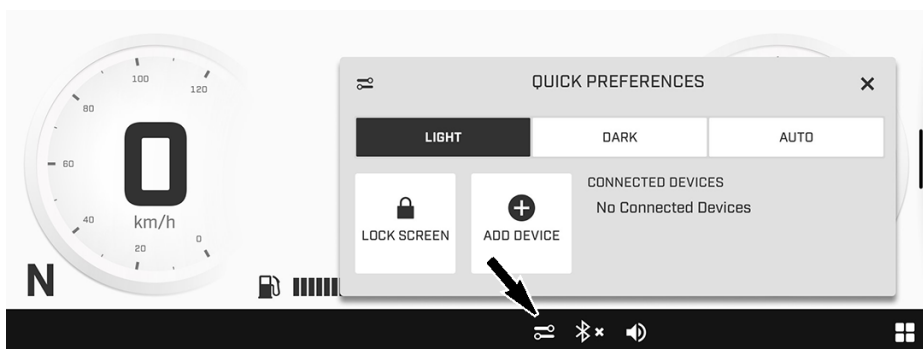 100
120
80
60
40
20
0
0
km/h
N
QUICK PREFERENCES
LIGHT
DARK
AUTO
LOCK SCREEN
ADD DEVICE
CONNECTED DEVICES
No Connected Devices